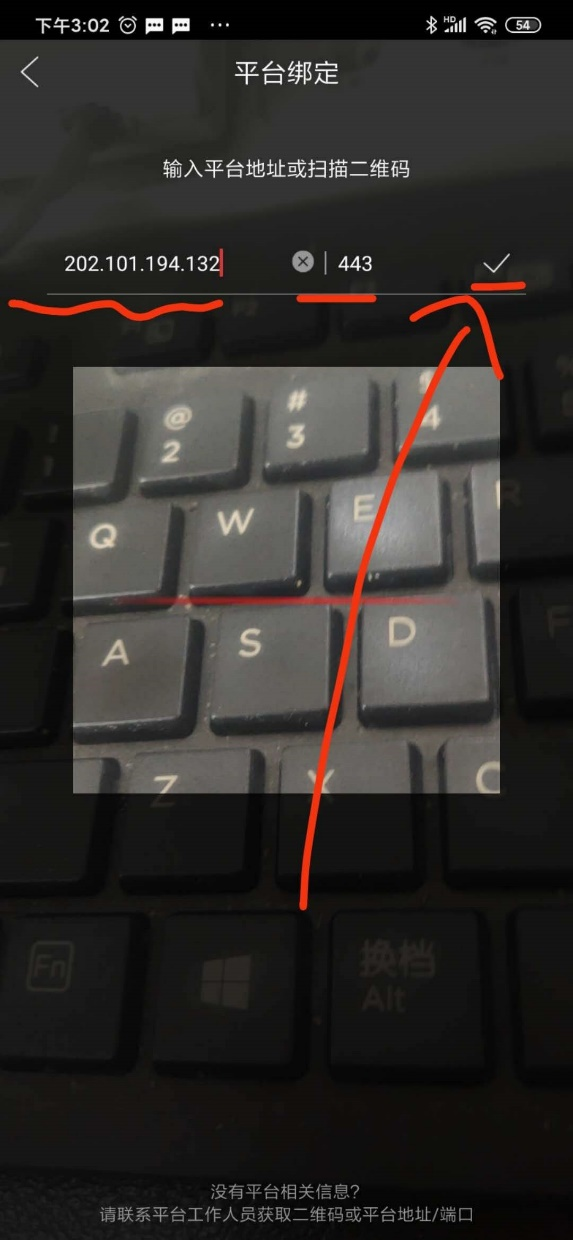 下午3:02 HD 54
平台绑定
输入平台地址或扫描二维码
202.101.194.132 443
@ # $
2 3 4
Q W E R
A S D F
Z X C
Fn 换档
Alt
没有平台相关信息?
请联系平台工作人员获取二维码或平台地址/端口